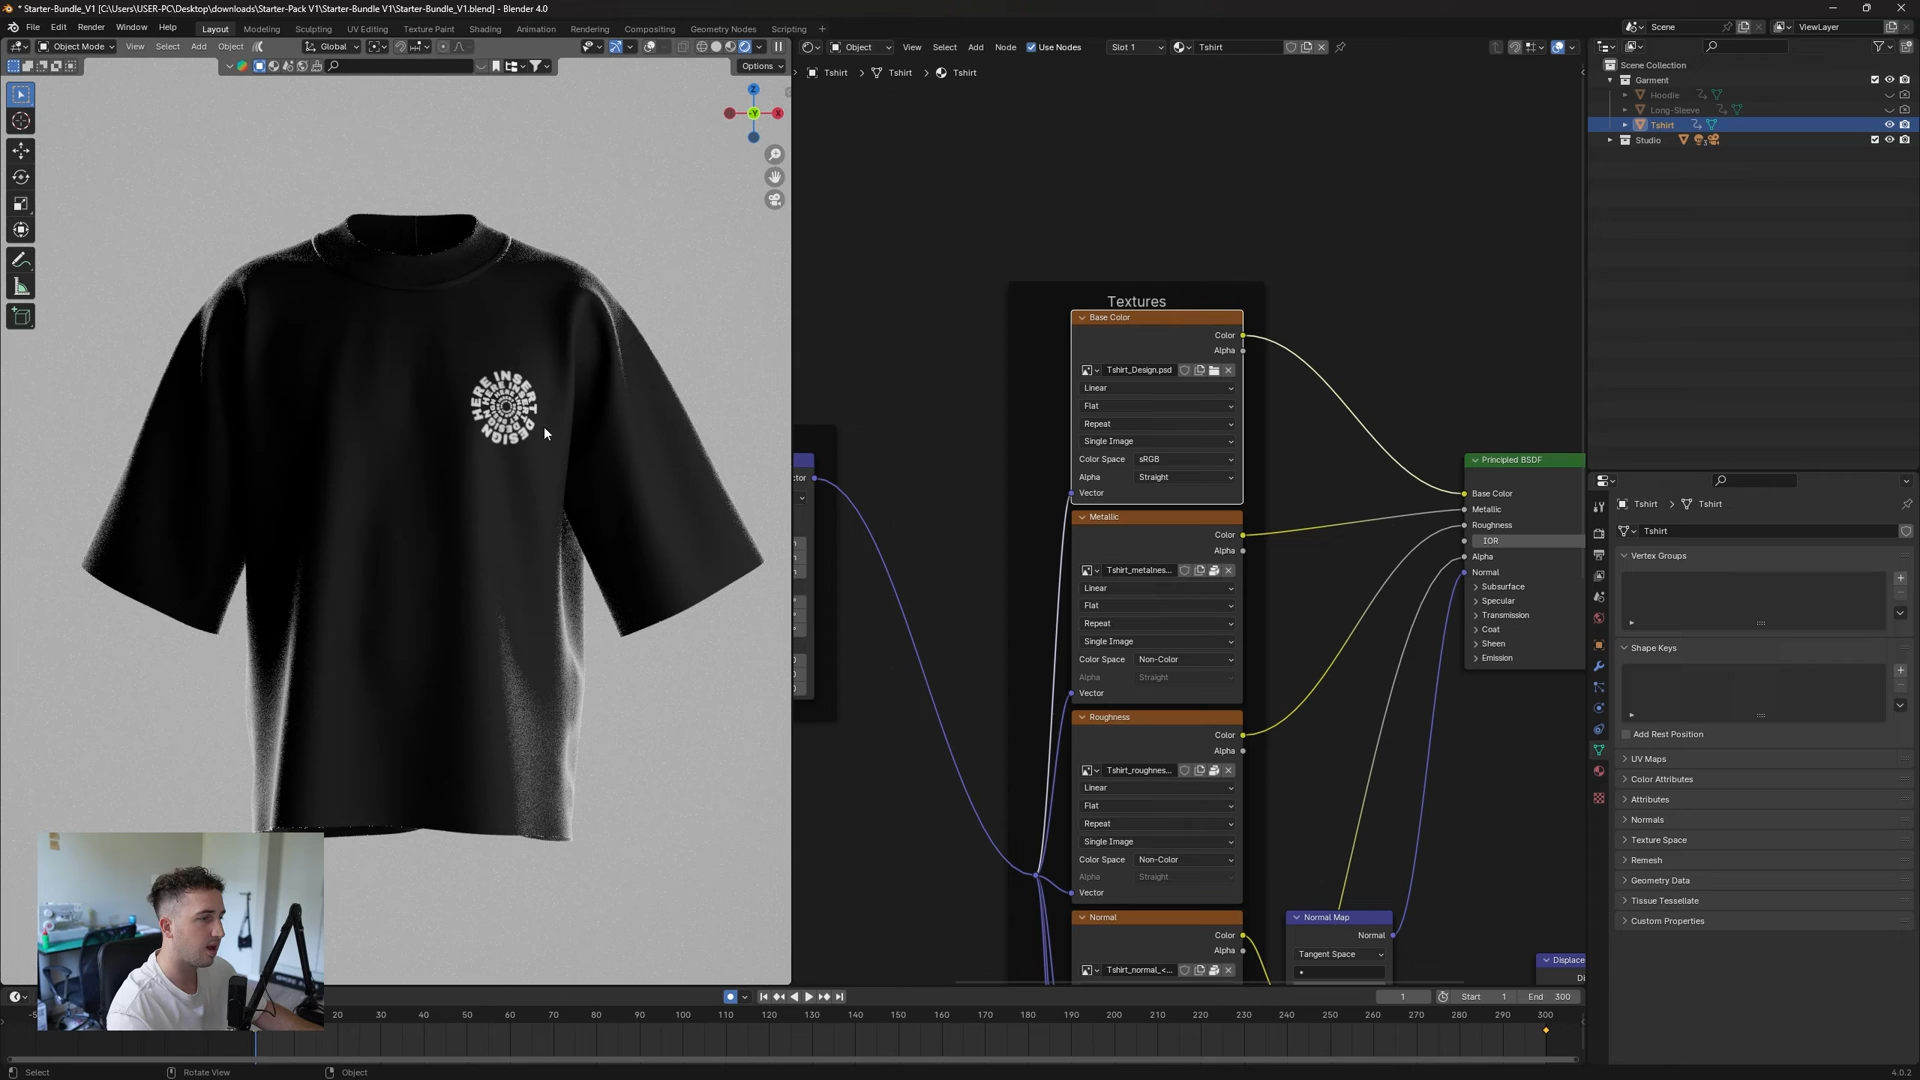 * Starter-Bundle_V1 [C:\Users\USER-PC\Desktop\downloads\Starter-Pack V1\Starter-Bundle V1\Starter-Bundle_V1.blend] - Blender 4.0
File Edit Render Window Help
Layout Modeling Sculpting UV Editing Texture Paint Shading Animation Rendering Compositing Geometry Nodes Scripting +
Scene
ViewLayer
Object Mode View Select Add Object
Global
Options
Object View Select Add Node Use Nodes Slot 1 Tshirt
Tshirt > Tshirt > Tshirt
Z
-Y
X
HERE INSERT DESIGN
Textures
Base Color
Color
Alpha
Tshirt_Design.psd
Linear
Flat
Repeat
Single Image
Color Space sRGB
Alpha Straight
Vector
Metallic
Color
Alpha
Tshirt_metalnes...
Linear
Flat
Repeat
Single Image
Color Space Non-Color
Alpha Straight
Vector
Roughness
Color
Alpha
Tshirt_roughnes...
Linear
Flat
Repeat
Single Image
Color Space Non-Color
Alpha Straight
Vector
Normal
Color
Alpha
Tshirt_normal_<...
Normal Map
Normal
Tangent Space
Displace
Principled BSDF
Base Color
Metallic
Roughness
IOR
Alpha
Normal
Subsurface
Specular
Transmission
Coat
Sheen
Emission
Scene Collection
Garment
Hoodie
Long-Sleeve
Tshirt
Studio
Tshirt > Tshirt
Tshirt
Vertex Groups
Shape Keys
Add Rest Position
UV Maps
Color Attributes
Attributes
Normals
Texture Space
Remesh
Geometry Data
Tissue Tessellate
Custom Properties
1 Start 1 End 300
20 30 40 50 60 70 80 90 100 110 120 130 140 150 160 170 180 190 200 210 220 230 240 250 260 270 280 290 300
Select Rotate View Object
4.0.2